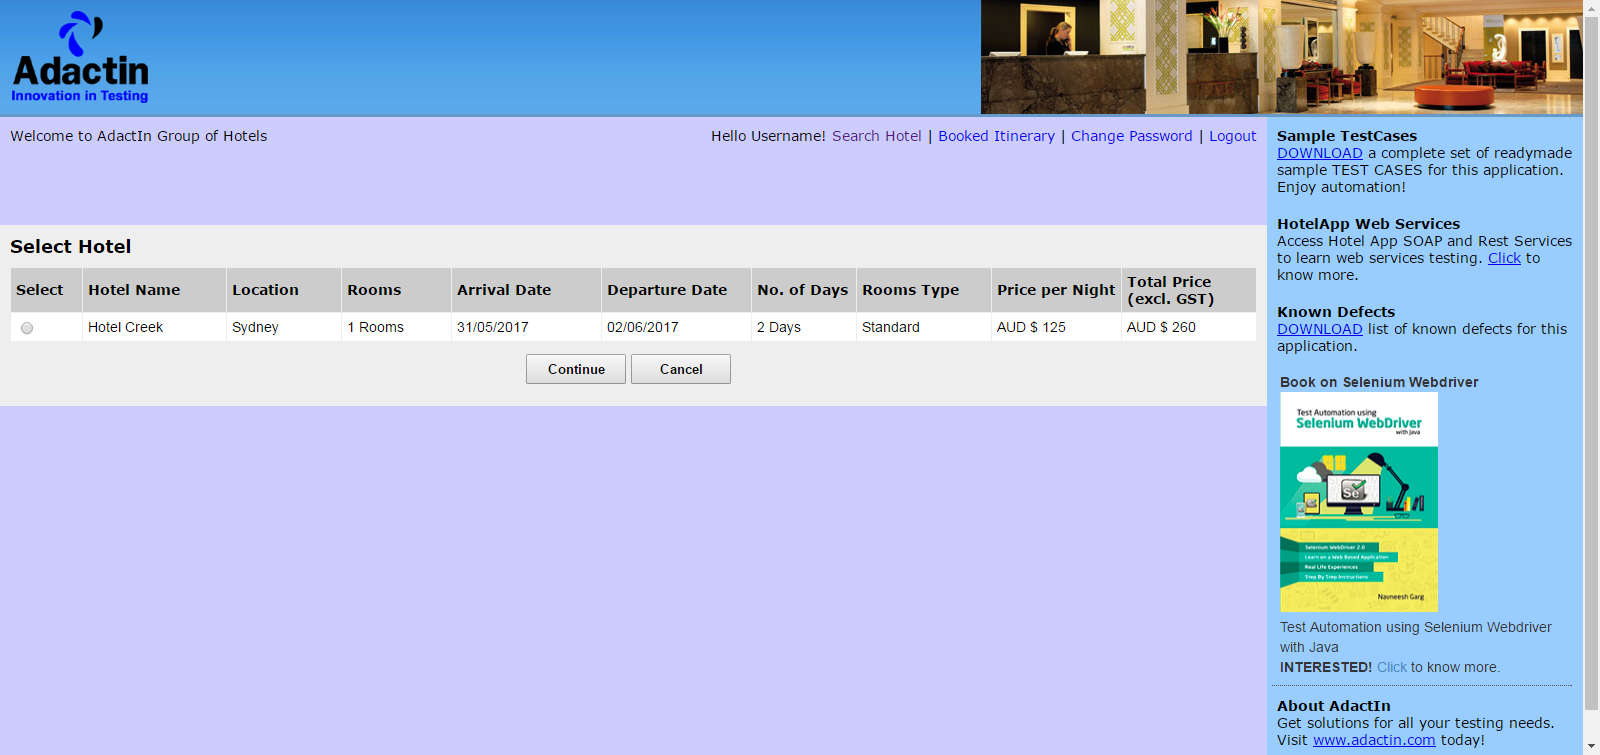 Adactin
Innovation in Testing
Welcome to AdactIn Group of Hotels
Hello Username! Search Hotel | Booked Itinerary | Change Password | Logout
Select Hotel
Select Hotel Name Location Rooms Arrival Date Departure Date No. of Days Rooms Type Price per Night Total Price (excl. GST)
Hotel Creek Sydney 1 Rooms 31/05/2017 02/06/2017 2 Days Standard AUD $ 125 AUD $ 260
Continue Cancel
Sample TestCases
DOWNLOAD a complete set of readymade
sample TEST CASES for this application.
Enjoy automation!
HotelApp Web Services
Access Hotel App SOAP and Rest Services
to learn web services testing. Click to
know more.
Known Defects
DOWNLOAD list of known defects for this
application.
Book on Selenium Webdriver
Test Automation using
Selenium WebDriver
with Java
Se
Selenium WebDriver 2.0
Learn on a Web Based Application
Real Life Experiences
Step By Step Instructions
Navneesh Garg
Test Automation using Selenium Webdriver
with Java
INTERESTED! Click to know more.
About AdactIn
Get solutions for all your testing needs.
Visit www.adactin.com today!